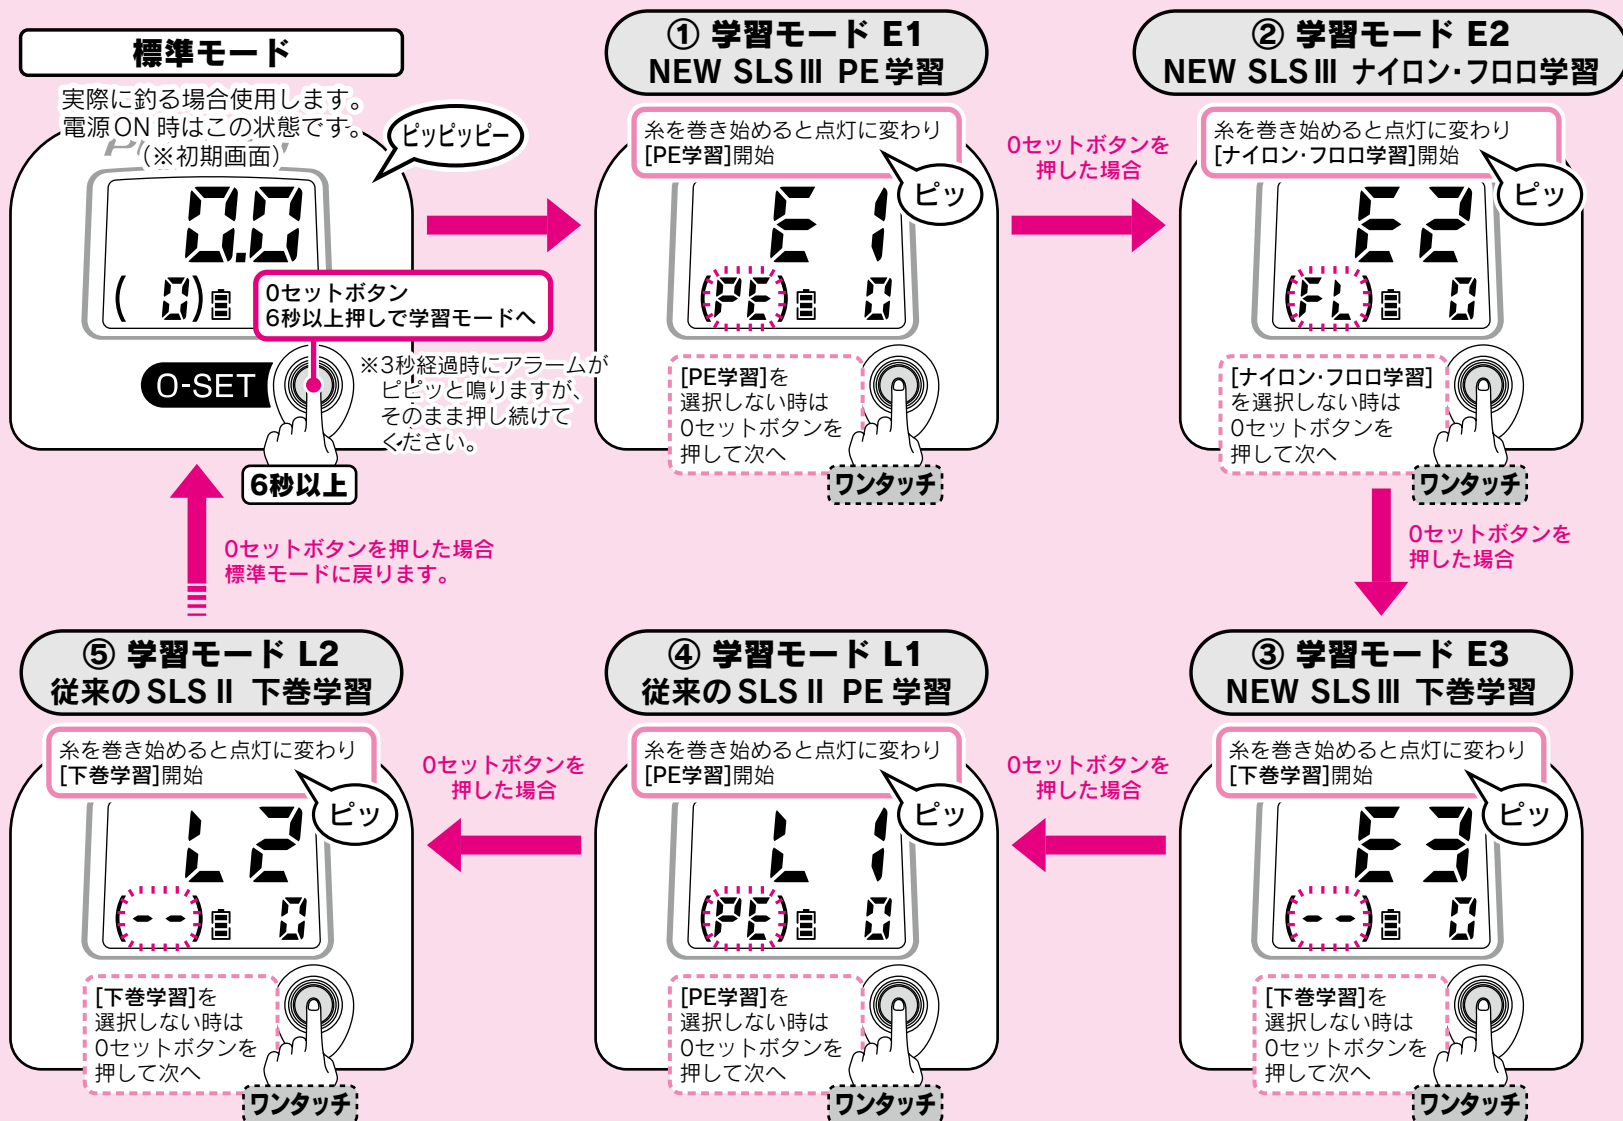 標準モード
実際に釣る場合使用します。
電源ON 時はこの状態です。
(※初期画面)
ピッピッピー
0.0
( 0)
0セットボタン
6秒以上押しで学習モードへ
0-SET
※3秒経過時にアラームが
ピピッと鳴りますが、
そのまま押し続けて
ください。
6秒以上
① 学習モード E1
NEW SLSⅢ PE学習
糸を巻き始めると点灯に変わり
[PE学習]開始
ピッ
E 1
(PE) 0
[PE学習]を
選択しない時は
0セットボタンを
押して次へ
ワンタッチ
0セットボタンを
押した場合
② 学習モード E2
NEW SLSⅢ ナイロン・フロロ学習
糸を巻き始めると点灯に変わり
[ナイロン・フロロ学習]開始
ピッ
E2
(FL) 0
[ナイロン・フロロ学習]
を選択しない時は
0セットボタンを
押して次へ
ワンタッチ
0セットボタンを
押した場合
③ 学習モード E3
NEW SLSⅢ 下巻学習
糸を巻き始めると点灯に変わり
[下巻学習]開始
ピッ
E3
(--) 0
[下巻学習]を
選択しない時は
0セットボタンを
押して次へ
ワンタッチ
0セットボタンを
押した場合
④ 学習モード L1
従来のSLSⅡ PE 学習
糸を巻き始めると点灯に変わり
[PE学習]開始
ピッ
L 1
(PE) 0
[PE学習]を
選択しない時は
0セットボタンを
押して次へ
ワンタッチ
0セットボタンを
押した場合
⑤ 学習モード L2
従来のSLSⅡ 下巻学習
糸を巻き始めると点灯に変わり
[下巻学習]開始
ピッ
L2
(--) 0
[下巻学習]を
選択しない時は
0セットボタンを
押して次へ
ワンタッチ
0セットボタンを押した場合
標準モードに戻ります。